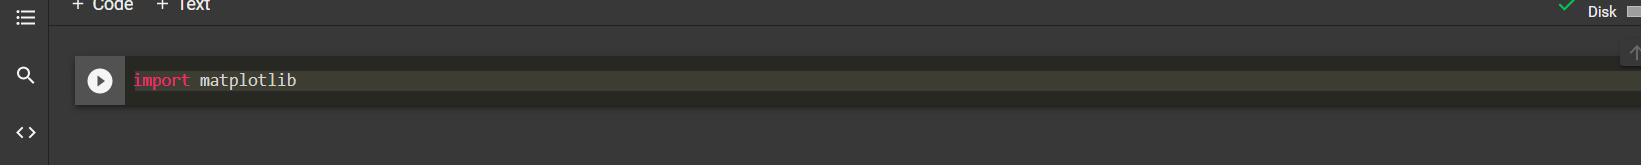 + Code + Text
Disk
import matplotlib